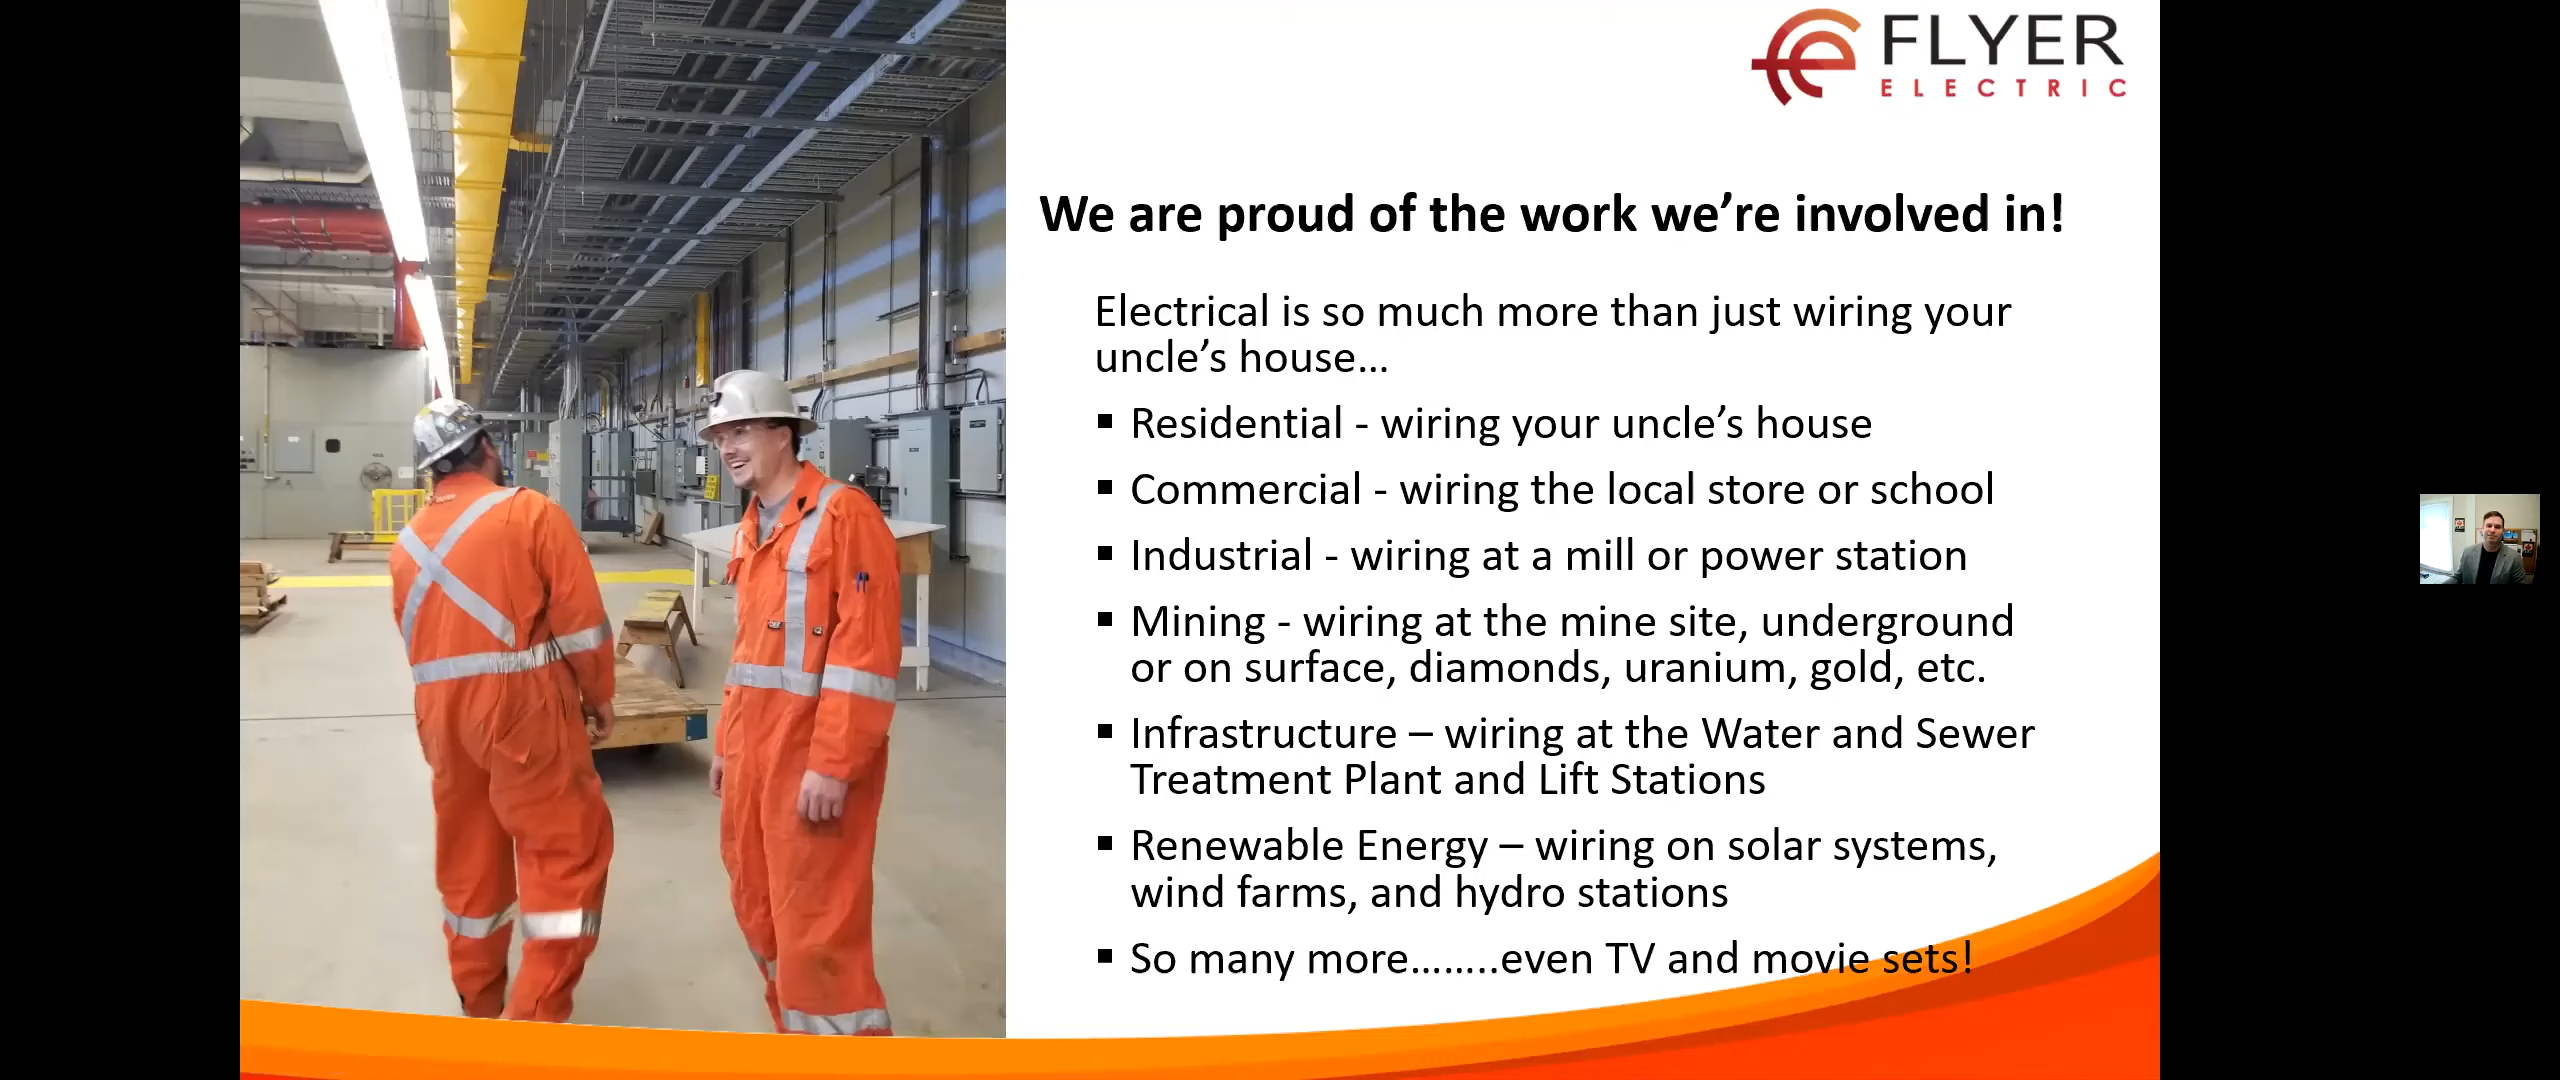 FLYER
ELECTRIC
We are proud of the work we’re involved in!
Electrical is so much more than just wiring your
uncle’s house…
▪ Residential - wiring your uncle’s house
▪ Commercial - wiring the local store or school
▪ Industrial - wiring at a mill or power station
▪ Mining - wiring at the mine site, underground
or on surface, diamonds, uranium, gold, etc.
▪ Infrastructure – wiring at the Water and Sewer
Treatment Plant and Lift Stations
▪ Renewable Energy – wiring on solar systems,
wind farms, and hydro stations
▪ So many more……..even TV and movie sets!